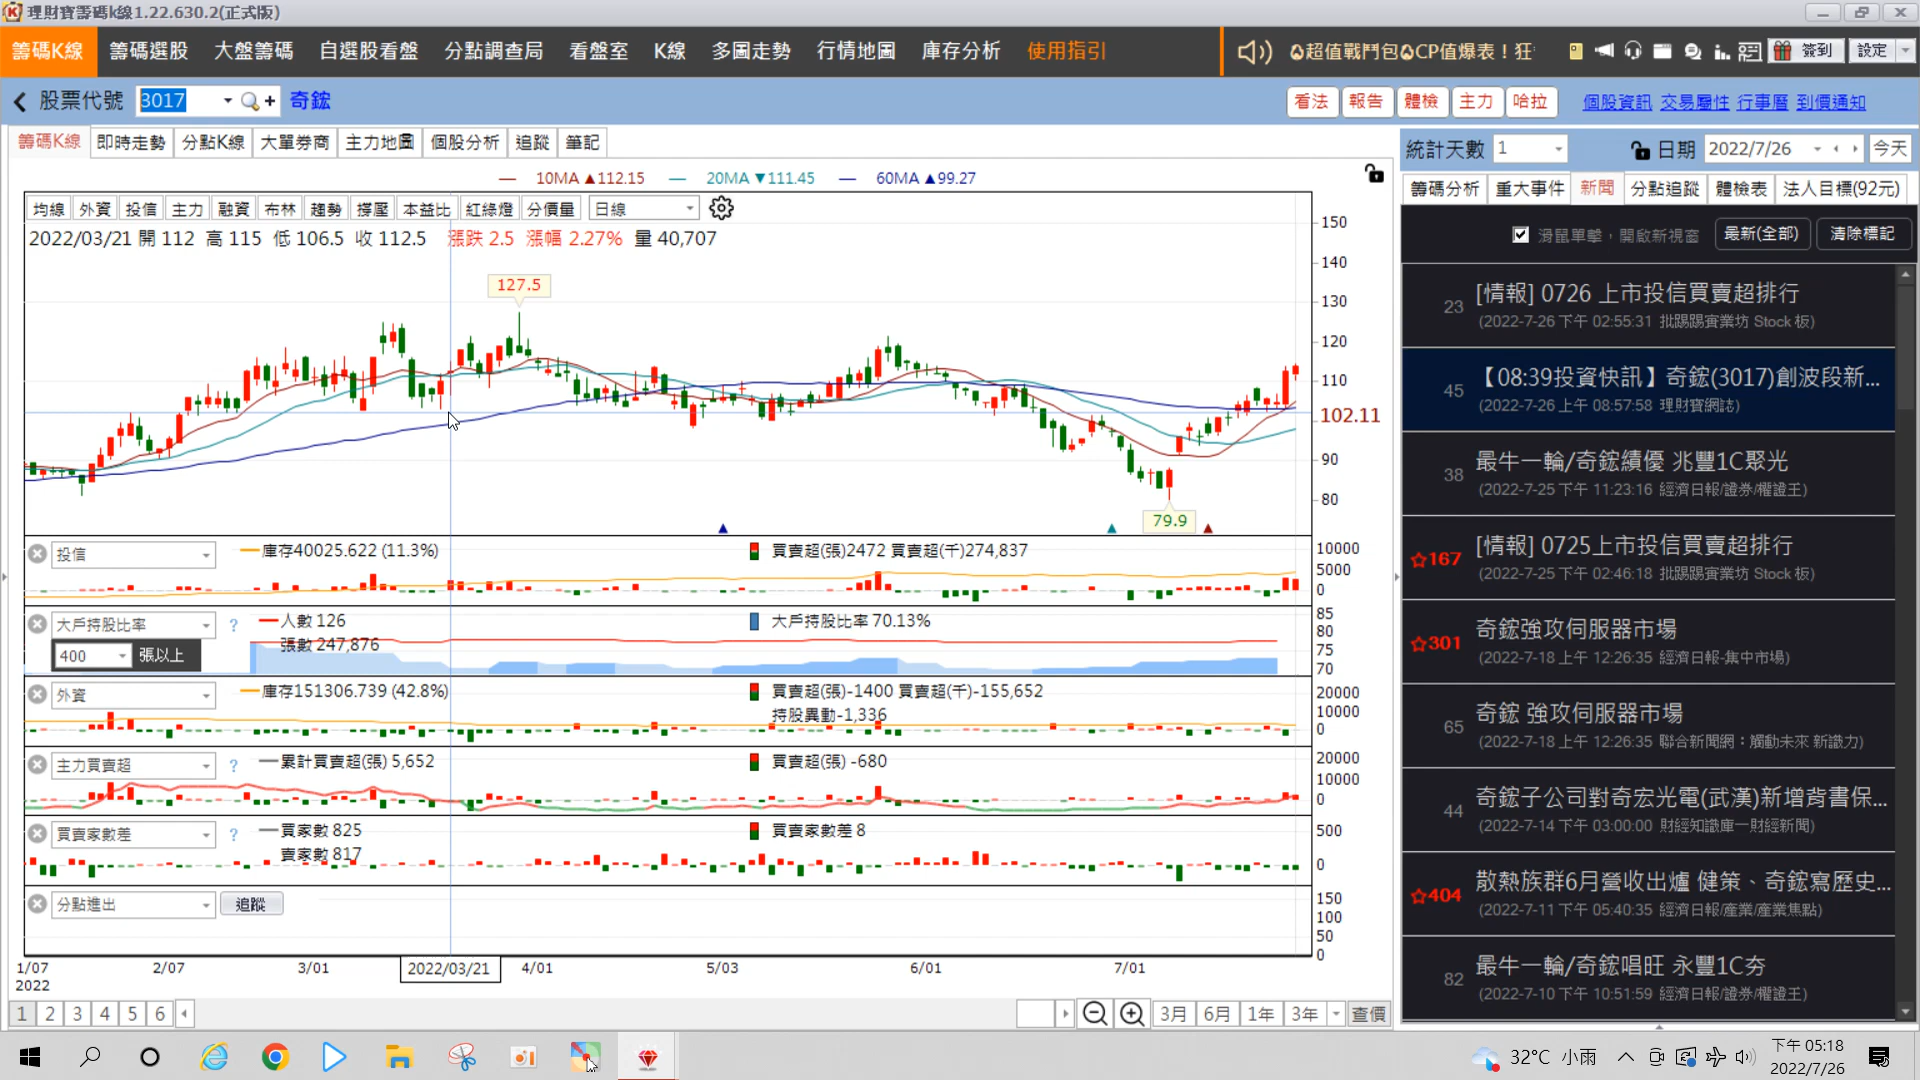 理財寶籌碼k線1.22.630.2(正式版)
籌碼K線 籌碼選股 大盤籌碼 自選股看盤 分點調查局 看盤室 K線 多圖走勢 行情地圖 庫存分析 使用指引
超值戰鬥包 CP值爆表！狂
簽到 設定
股票代號 3017 奇鋐
看法 報告 體檢 主力 哈拉 個股資訊 交易屬性 行事曆 到價通知
籌碼K線 即時走勢 分點K線 大單券商 主力地圖 個股分析 追蹤 筆記
統計天數 1 日期 2022/7/26 今天
10MA ▲112.15 20MA ▼111.45 60MA ▲99.27
籌碼分析 重大事件 新聞 分點追蹤 體檢表 法人目標(92元)
均線 外資 投信 主力 融資 布林 趨勢 撐壓 本益比 紅綠燈 分價量 日線
滑鼠單擊，開啟新視窗 最新(全部) 清除標記
2022/03/21 開 112 高 115 低 106.5 收 112.5 漲跌 2.5 漲幅 2.27% 量 40,707
150
140
130
120
110
102.11
90
80
127.5
79.9
投信 庫存40025.622 (11.3%) 買賣超(張)2472 買賣超(千)274,837
10000
5000
0
大戶持股比率 ? 人數 126 大戶持股比率 70.13%
張數 247,876
400 張以上
85
80
75
70
外資 庫存151306.739 (42.8%) 買賣超(張)-1400 買賣超(千)-155,652
持股異動-1,336
20000
10000
0
主力買賣超 ? 累計買賣超(張) 5,652 買賣超(張) -680
20000
10000
0
買賣家數差 ? 買家數 825 買賣家數差 8
賣家數 817
500
0
分點進出 追蹤
150
100
50
0
1/07 2/07 3/01 2022/03/21 4/01 5/03 6/01 7/01
2022
1 2 3 4 5 6
3月 6月 1年 3年 查價
23 [情報] 0726 上市投信買賣超排行
(2022-7-26 下午 02:55:31 批踢踢實業坊 Stock 板)
45 【08:39投資快訊】奇鋐(3017)創波段新...
(2022-7-26 上午 08:57:58 理財寶網誌)
38 最牛一輪/奇鋐績優 兆豐1C聚光
(2022-7-25 下午 11:23:16 經濟日報/證券/權證王)
☆167 [情報] 0725上市投信買賣超排行
(2022-7-25 下午 02:46:18 批踢踢實業坊 Stock 板)
☆301 奇鋐強攻伺服器市場
(2022-7-18 上午 12:26:35 經濟日報-集中市場)
65 奇鋐 強攻伺服器市場
(2022-7-18 上午 12:26:35 聯合新聞網：觸動未來 新識力)
44 奇鋐子公司對奇宏光電(武漢)新增背書保...
(2022-7-14 下午 03:00:00 財經知識庫—財經新聞)
☆404 散熱族群6月營收出爐 健策、奇鋐寫歷史...
(2022-7-11 下午 05:40:35 經濟日報/產業/產業焦點)
82 最牛一輪/奇鋐唱旺 永豐1C夯
(2022-7-10 下午 10:51:59 經濟日報/證券/權證王)
32°C 小雨
下午 05:18
2022/7/26